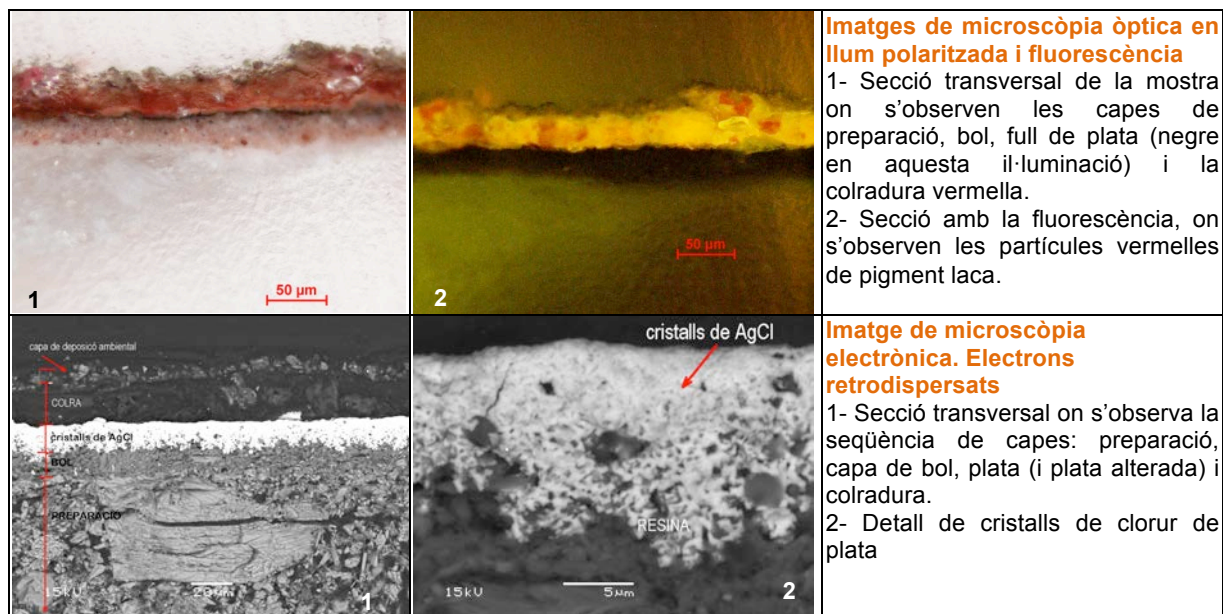 Imatges de microscòpia òptica en
llum polaritzada i fluorescència
1- Secció transversal de la mostra
on s'observen les capes de
preparació, bol, full de plata (negre
en aquesta il·luminació) i la
colradura vermella.
2- Secció amb la fluorescència, on
s'observen les partícules vermelles
de pigment laca.
50 µm
1
50 µm
2
capa de deposició ambiental
COLRA
cristalls de AgCl
BOL
PREPARACIÓ
15kU
20µm
1
cristalls de AgCl
RESINA
15kU
5µm
2
Imatge de microscòpia
electrònica. Electrons
retrodispersats
1- Secció transversal on s'observa la
seqüència de capes: preparació,
capa de bol, plata (i plata alterada) i
colradura.
2- Detall de cristalls de clorur de
plata